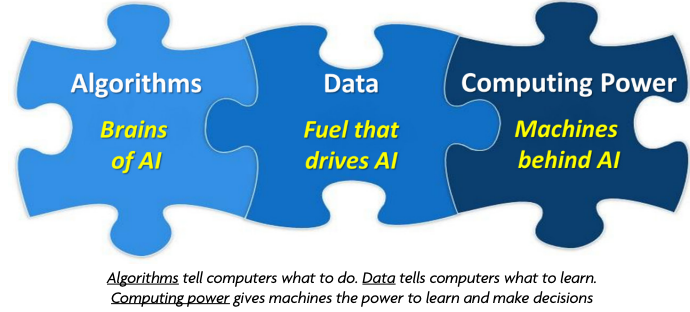 Algorithms
Brains
of AI
Data
Fuel that
drives AI
Computing Power
Machines
behind AI
Algorithms tell computers what to do. Data tells computers what to learn.
Computing power gives machines the power to learn and make decisions